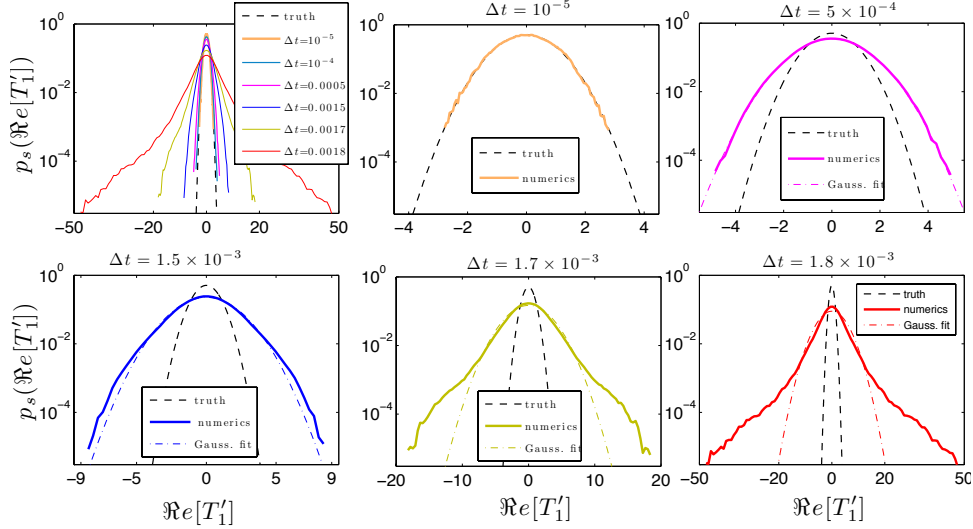 10^0
10^-2
10^-4
p_s(ℜe[T′_1])
−50 −20 0 20 50
truth
Δt=10^-5
Δt=10^-4
Δt=0.0005
Δt=0.0015
Δt=0.0017
Δt=0.0018
Δt = 10^-5
10^0
10^-2
10^-4
−4 −2 0 2 4
truth
numerics
Δt = 5 × 10^-4
10^0
10^-2
10^-4
−5 −2 0 2 5
truth
numerics
Gauss. fit
Δt = 1.5 × 10^-3
10^0
10^-2
10^-4
p_s(ℜe[T′_1])
−9 −5 0 5 9
ℜe[T′_1]
truth
numerics
Gauss. fit
Δt = 1.7 × 10^-3
10^0
10^-2
10^-4
−20 −10 0 10 20
ℜe[T′_1]
truth
numerics
Gauss. fit
Δt = 1.8 × 10^-3
10^0
10^-2
10^-4
−50 −20 0 20 50
ℜe[T′_1]
truth
numerics
Gauss. fit